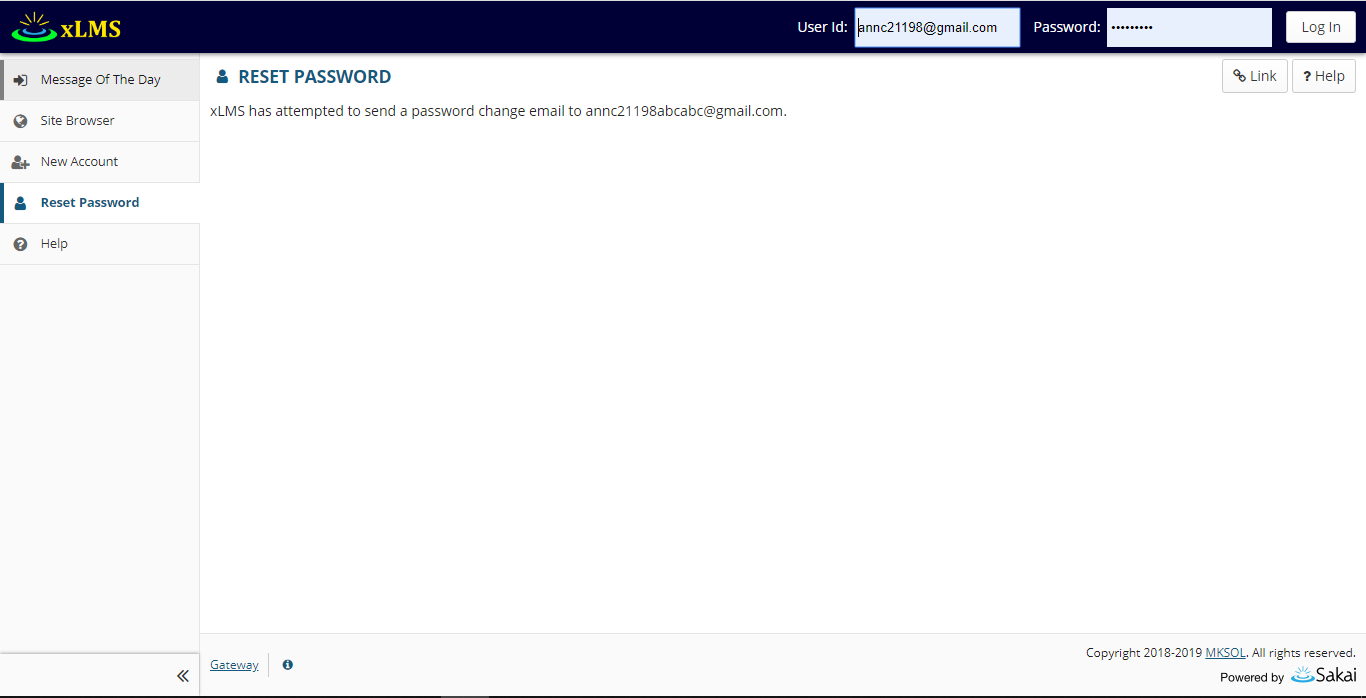 xLMS
User Id: annc21198@gmail.com Password: ••••••••• Log In
Message Of The Day
Site Browser
New Account
Reset Password
Help
RESET PASSWORD
Link ? Help
xLMS has attempted to send a password change email to annc21198abcabc@gmail.com.
Gateway
Copyright 2018-2019 MKSOL. All rights reserved.
Powered by Sakai